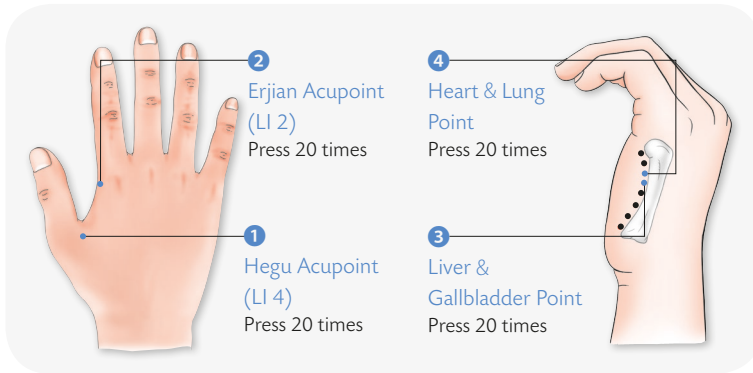 2
Erjian Acupoint
(LI 2)
Press 20 times
1
Hegu Acupoint
(LI 4)
Press 20 times
4
Heart & Lung
Point
Press 20 times
3
Liver &
Gallbladder Point
Press 20 times